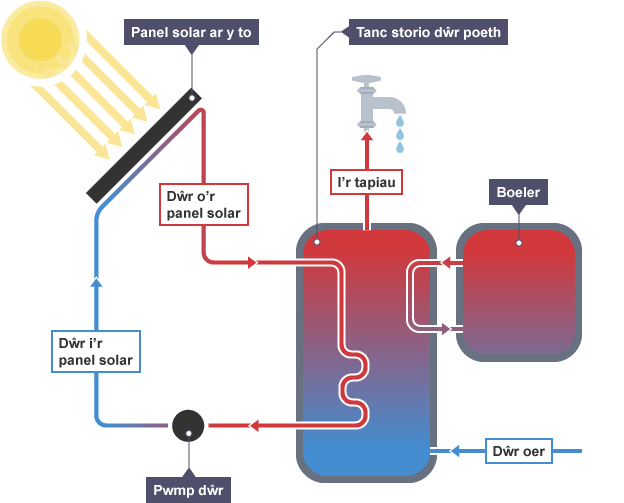 Panel solar ar y to
Tanc storio dŵr poeth
I'r tapiau
Dŵr o'r
panel solar
Boeler
Dŵr i'r
panel solar
Dŵr oer
Pwmp dŵr